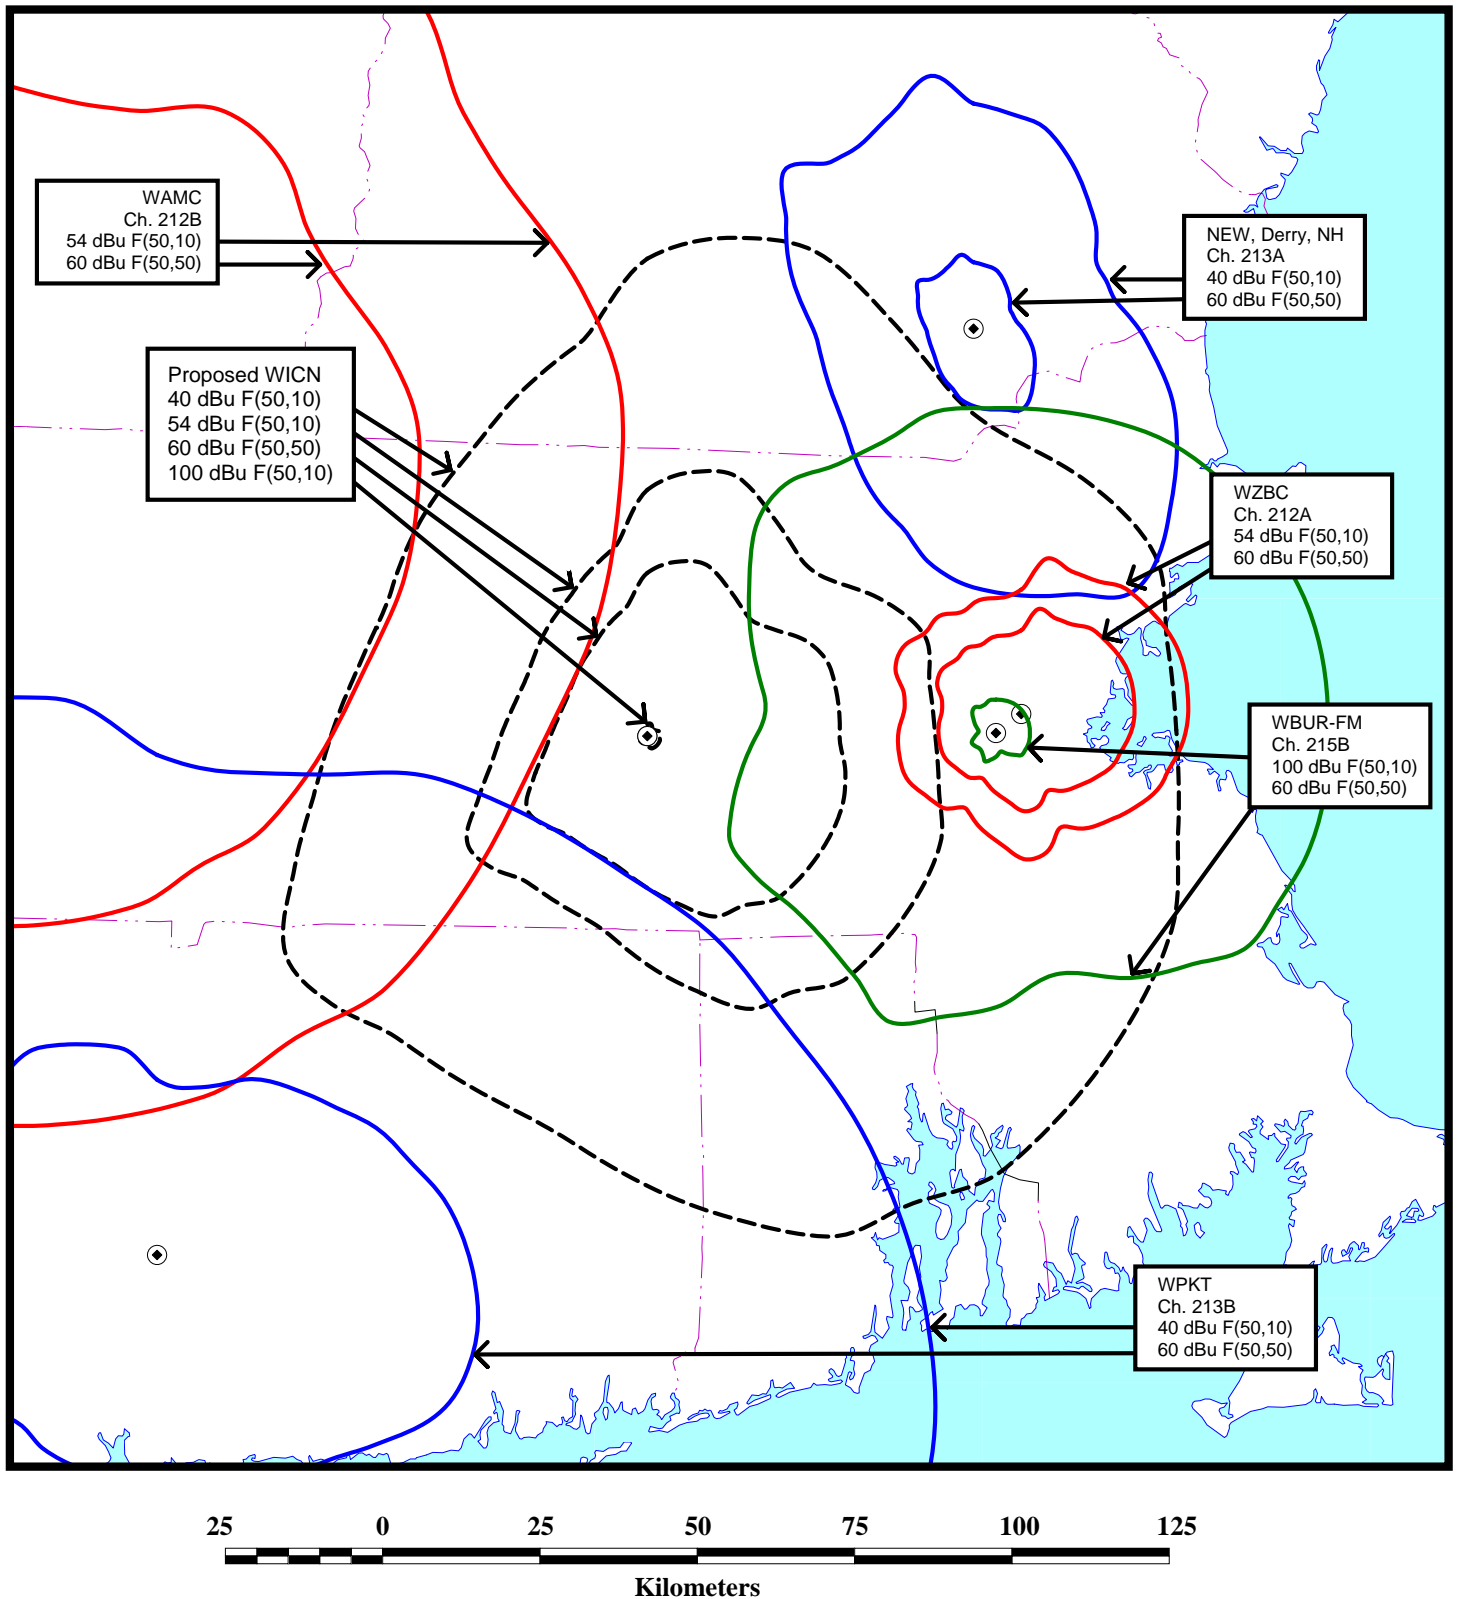 WAMC
Ch. 212B
54 dBu F(50,10)
60 dBu F(50,50)
NEW, Derry, NH
Ch. 213A
40 dBu F(50,10)
60 dBu F(50,50)
Proposed WICN
40 dBu F(50,10)
54 dBu F(50,10)
60 dBu F(50,50)
100 dBu F(50,10)
WZBC
Ch. 212A
54 dBu F(50,10)
60 dBu F(50,50)
WBUR-FM
Ch. 215B
100 dBu F(50,10)
60 dBu F(50,50)
WPKT
Ch. 213B
40 dBu F(50,10)
60 dBu F(50,50)
25 0 25 50 75 100 125
Kilometers